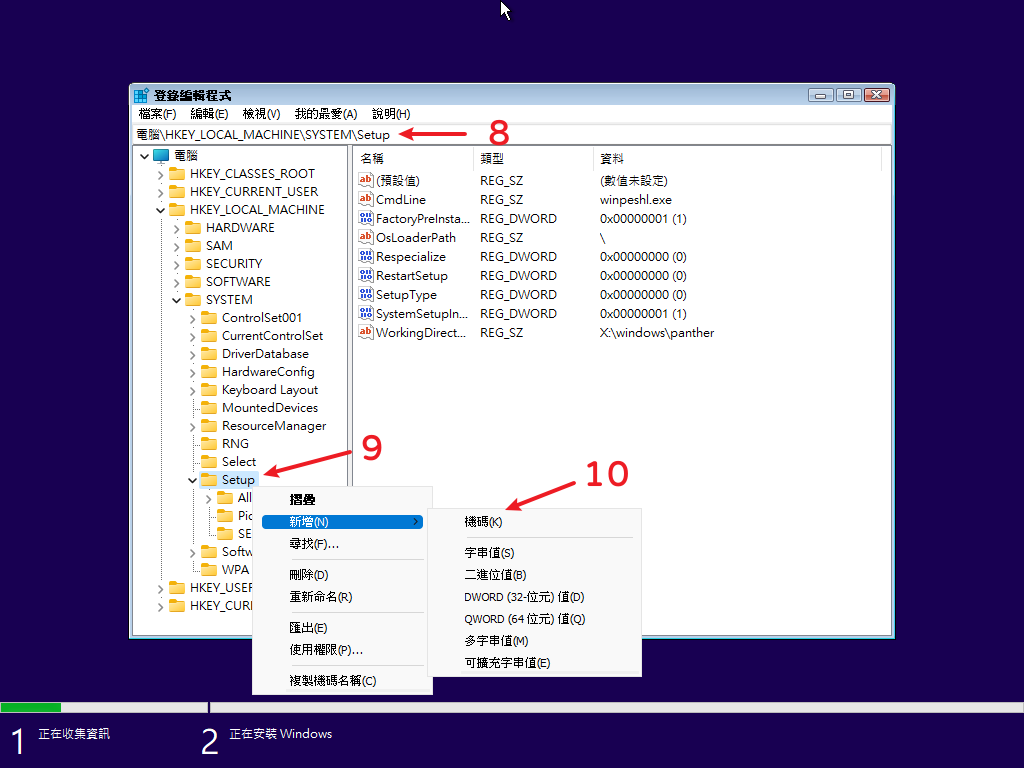 登錄編輯程式
檔案(F) 編輯(E) 檢視(V) 我的最愛(A) 說明(H)
電腦\HKEY_LOCAL_MACHINE\SYSTEM\Setup
8
電腦
HKEY_CLASSES_ROOT
HKEY_CURRENT_USER
HKEY_LOCAL_MACHINE
HARDWARE
SAM
SECURITY
SOFTWARE
SYSTEM
ControlSet001
CurrentControlSet
DriverDatabase
HardwareConfig
Keyboard Layout
MountedDevices
ResourceManager
RNG
Select
Setup
All
Pic
SE
Softw
WPA
HKEY_USER
HKEY_CURI
名稱 類型 資料
(預設值) REG_SZ (數值未設定)
CmdLine REG_SZ winpeshl.exe
FactoryPreInsta... REG_DWORD 0x00000001 (1)
OsLoaderPath REG_SZ \
Respecialize REG_DWORD 0x00000000 (0)
RestartSetup REG_DWORD 0x00000000 (0)
SetupType REG_DWORD 0x00000000 (0)
SystemSetupIn... REG_DWORD 0x00000001 (1)
WorkingDirect... REG_SZ X:\windows\panther
9
10
摺疊
新增(N)
尋找(F)...
刪除(D)
重新命名(R)
匯出(E)
使用權限(P)...
複製機碼名稱(C)
機碼(K)
字串值(S)
二進位值(B)
DWORD (32-位元) 值(D)
QWORD (64 位元) 值(Q)
多字串值(M)
可擴充字串值(E)
1 正在收集資訊
2 正在安裝 Windows